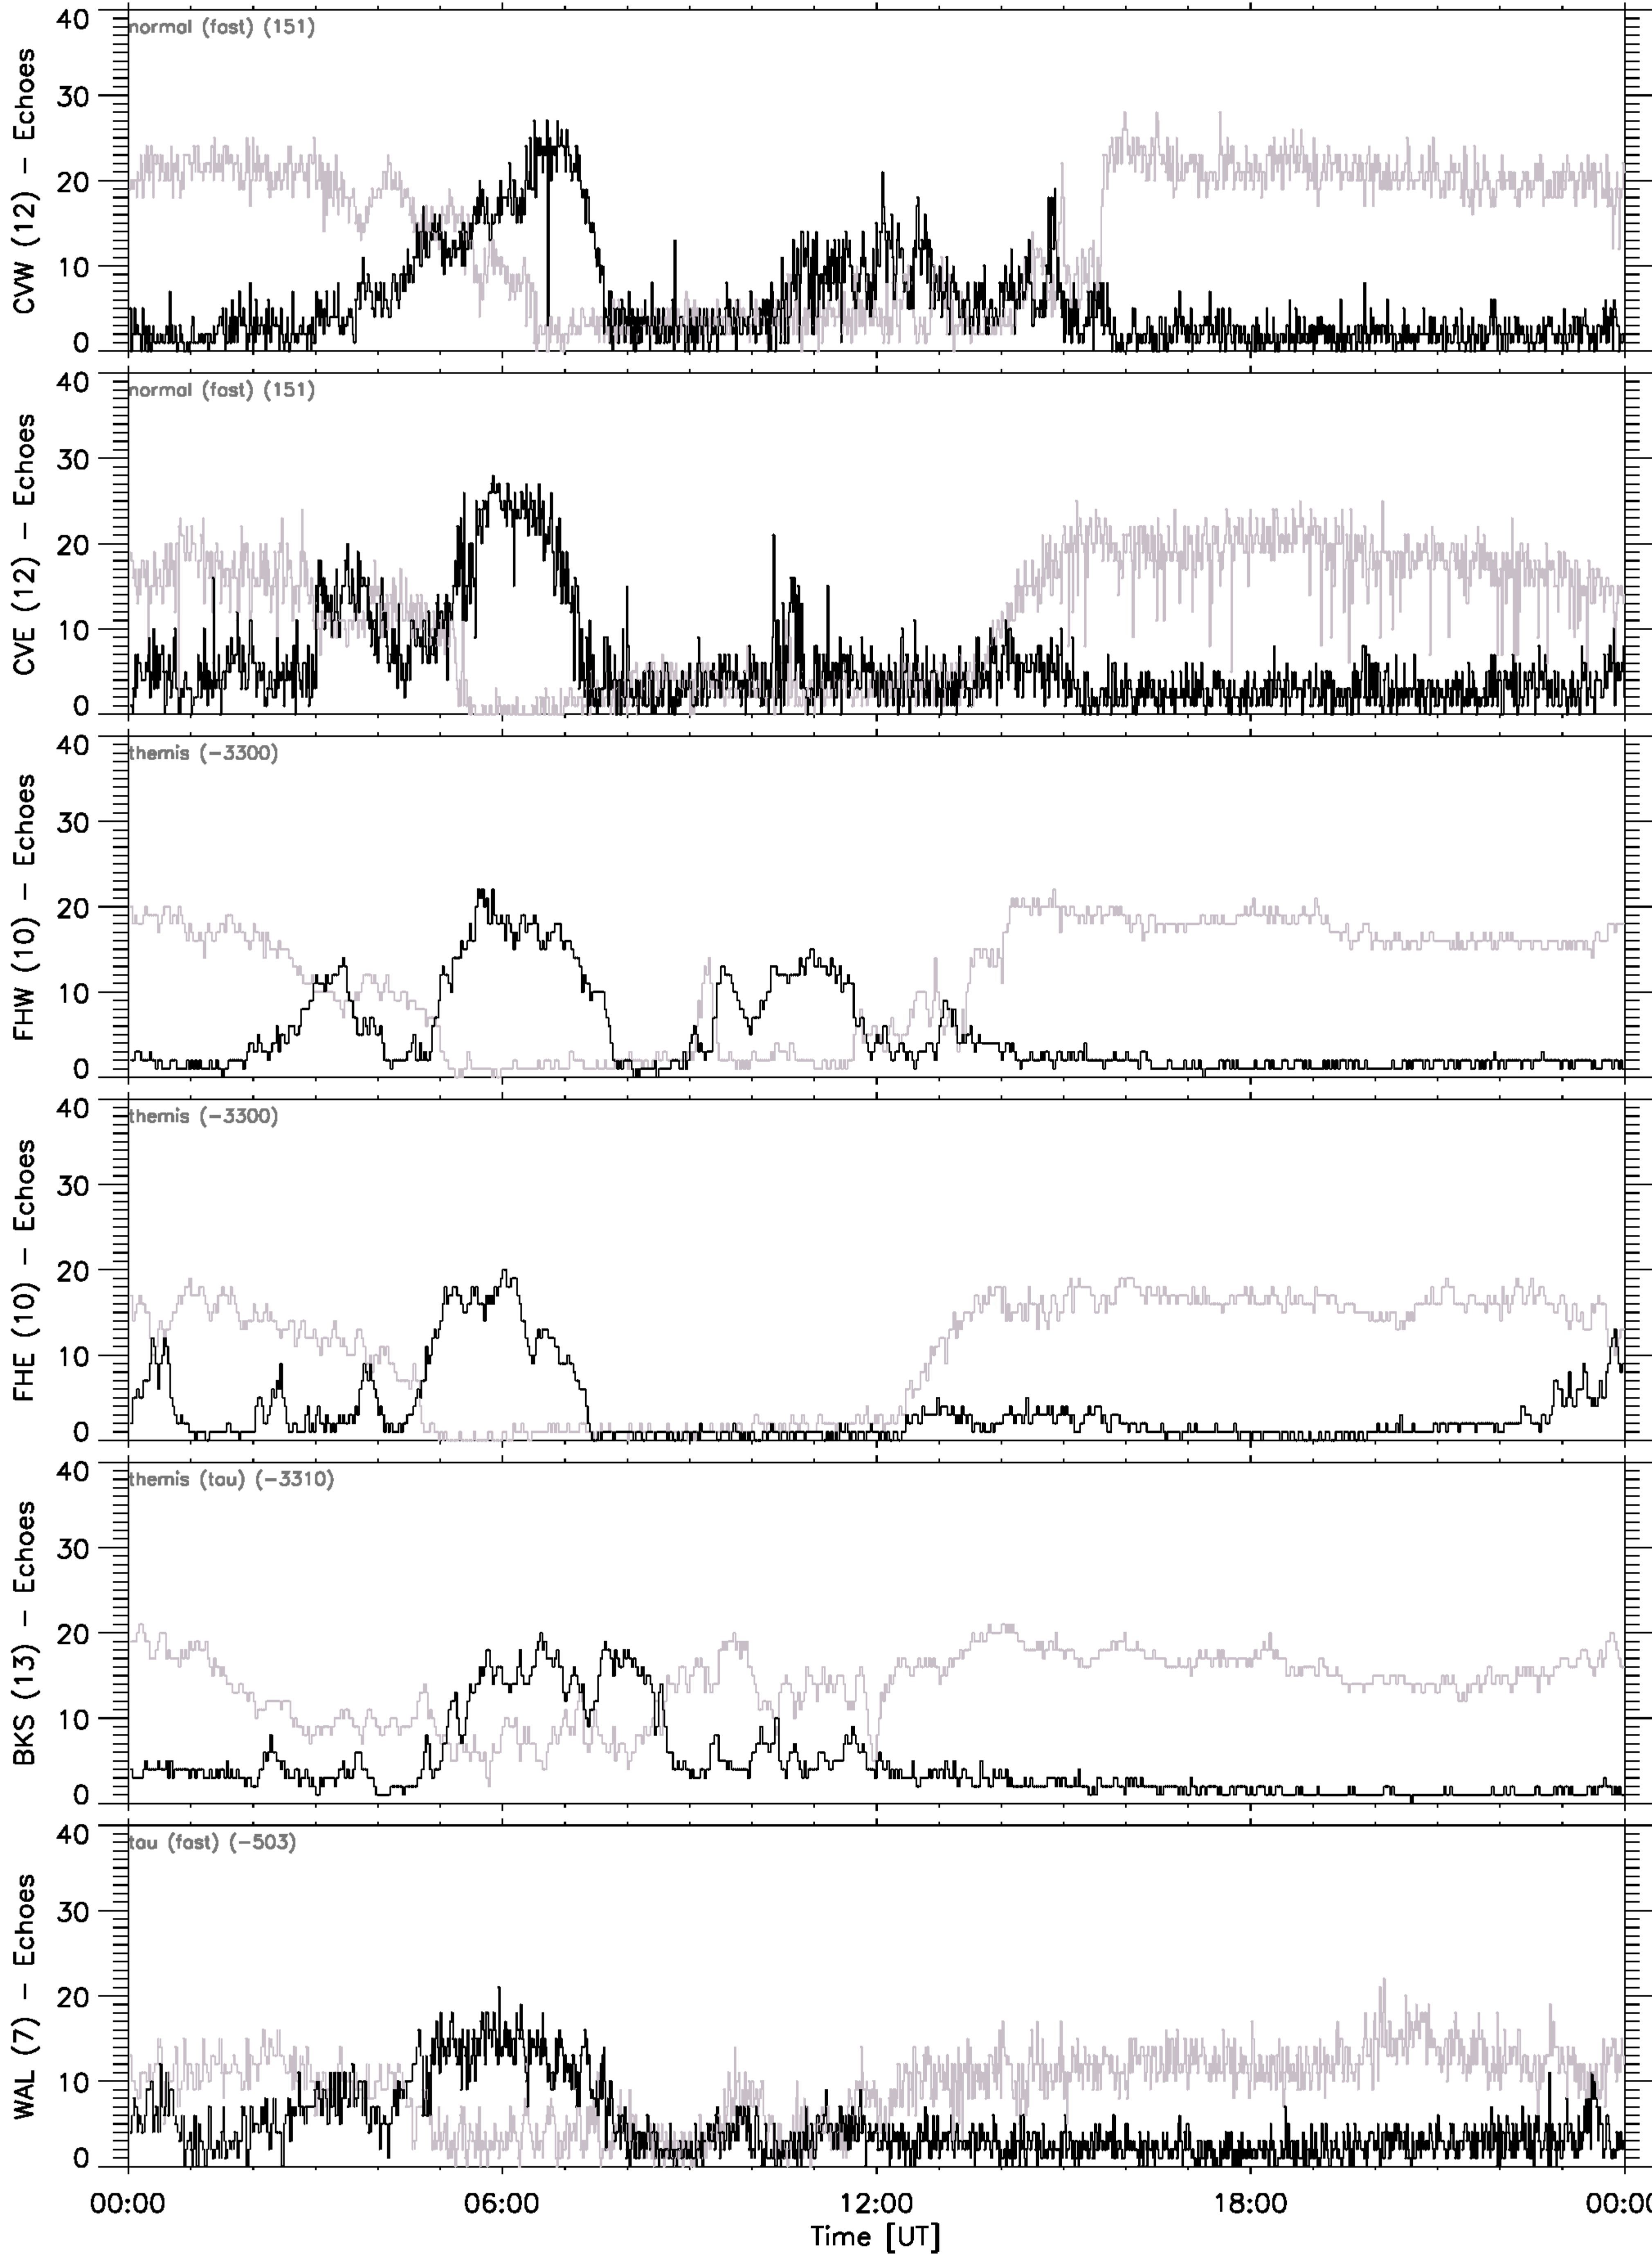 40
normal (fast) (151)
30
20
10
0
CVW (12) – Echoes
40
normal (fast) (151)
30
20
10
0
CVE (12) – Echoes
40
themis (-3300)
30
20
10
0
FHW (10) – Echoes
40
themis (-3300)
30
20
10
0
FHE (10) – Echoes
40
themis (tau) (-3310)
30
20
10
0
BKS (13) – Echoes
40
tau (fast) (-503)
30
20
10
0
WAL (7) – Echoes
00:00 06:00 12:00 18:00 00:00
Time [UT]